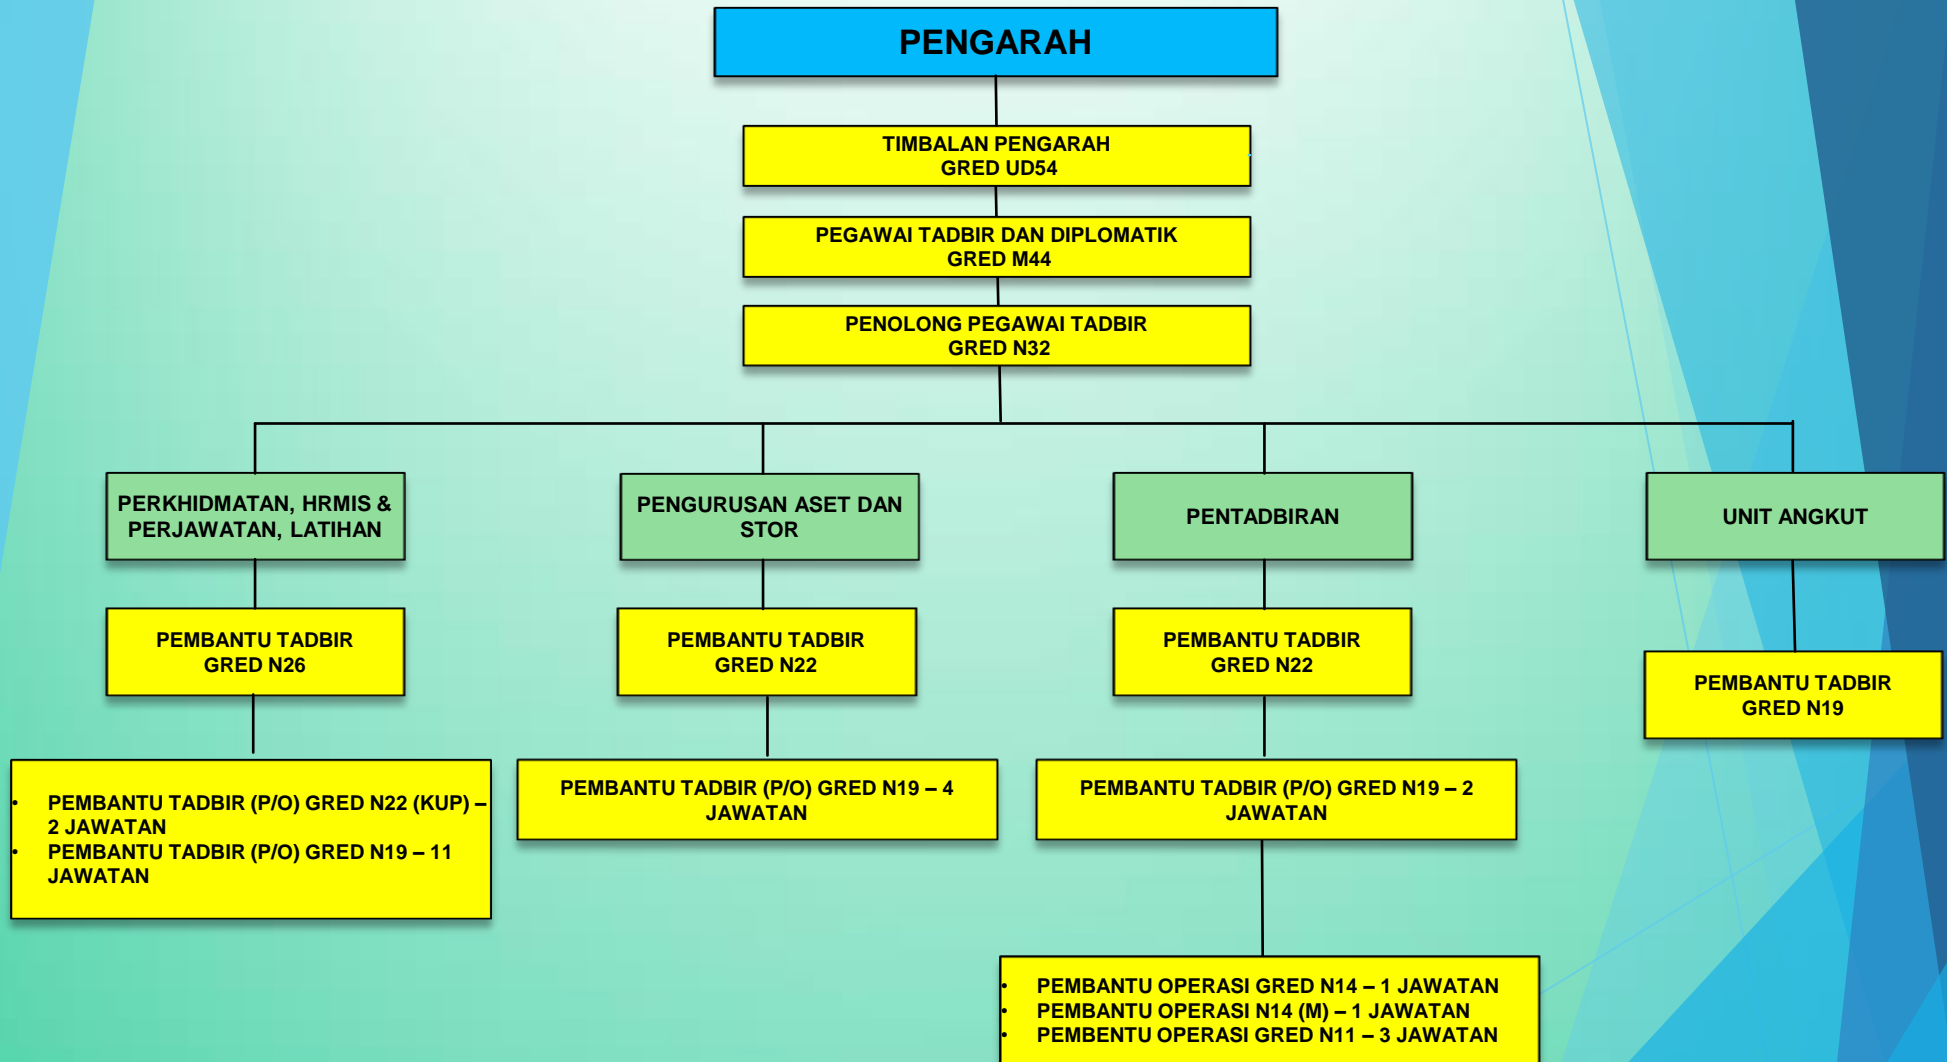 PENGARAH
TIMBALAN PENGARAH
GRED UD54
PEGAWAI TADBIR DAN DIPLOMATIK
GRED M44
PENOLONG PEGAWAI TADBIR
GRED N32
PERKHIDMATAN, HRMIS &
PERJAWATAN, LATIHAN
PENGURUSAN ASET DAN
STOR
PENTADBIRAN
UNIT ANGKUT
PEMBANTU TADBIR
GRED N26
PEMBANTU TADBIR
GRED N22
PEMBANTU TADBIR
GRED N22
PEMBANTU TADBIR
GRED N19
• PEMBANTU TADBIR (P/O) GRED N22 (KUP) –
2 JAWATAN
• PEMBANTU TADBIR (P/O) GRED N19 – 11
JAWATAN
PEMBANTU TADBIR (P/O) GRED N19 – 4
JAWATAN
PEMBANTU TADBIR (P/O) GRED N19 – 2
JAWATAN
• PEMBANTU OPERASI GRED N14 – 1 JAWATAN
• PEMBANTU OPERASI N14 (M) – 1 JAWATAN
• PEMBENTU OPERASI GRED N11 – 3 JAWATAN